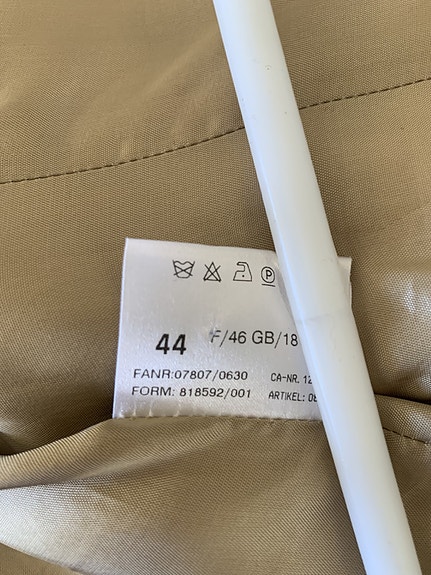 P
44 F/46 GB/18
FANR:07807/0630 CA-NR. 12
FORM: 818592/001 ARTIKEL: